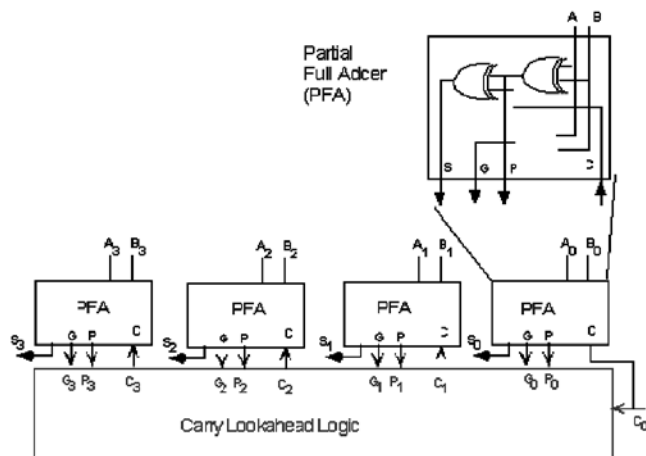 A B
Partial
Full Adcer
(PFA)
S G P C
A3 B3 A2 B2 A1 B1 A0 B0
PFA PFA PFA PFA
G P C G P C G P C G P C
S3 S2 S1 S0
G3 P3 C3 G2 P2 C2 G1 P1 C1 G0 P0 C0
Carry Lookahead Logic